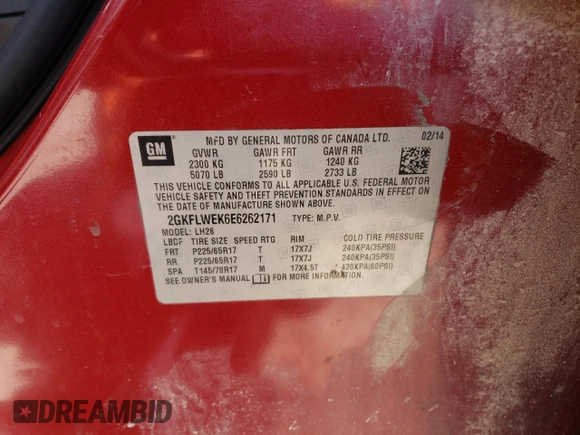 GM
MFD BY GENERAL MOTORS OF CANADA LTD. 02/14
GVWR GAWR FRT GAWR RR
2300 KG 1175 KG 1240 KG
5070 LB 2590 LB 2733 LB
THIS VEHICLE CONFORMS TO ALL APPLICABLE U.S. FEDERAL MOTOR
VEHICLE SAFETY AND THEFT PREVENTION STANDARDS IN EFFECT ON
THE DATE OF MANUFACTURE SHOWN ABOVE.
2GKFLWEK6E6262171 TYPE: M.P.V.
MODEL: LH26
LBCF TIRE SIZE SPEED RTG RIM COLD TIRE PRESSURE
FRT P225/65R17 T 17X7J 240KPA(35PSI)
RR P225/65R17 T 17X7J 240KPA(35PSI)
SPA T145/70R17 M 17X4.5T 420KPA(60PSI)
SEE OWNER'S MANUAL FOR MORE INFORMATION.
DREAMBID